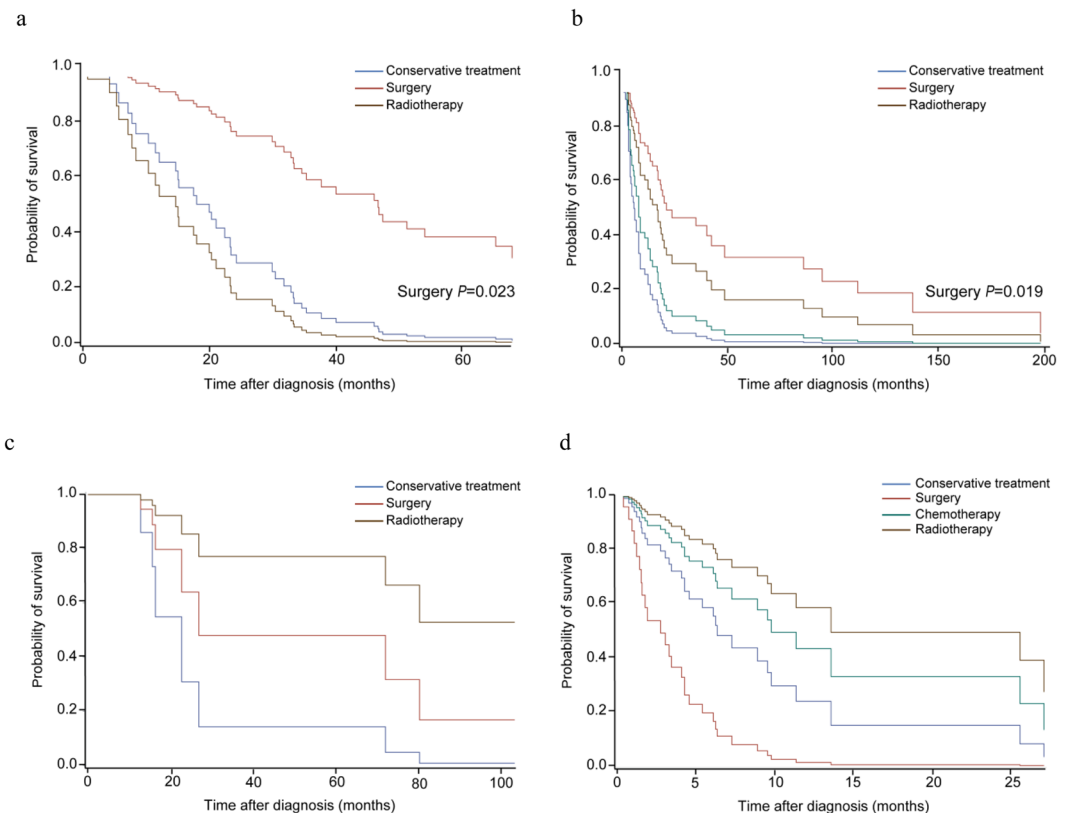 a
1.0
0.8
0.6
0.4
0.2
0.0
Probability of survival
Conservative treatment
Surgery
Radiotherapy
Surgery P=0.023
0 20 40 60
Time after diagnosis (months)
b
1.0
0.8
0.6
0.4
0.2
0.0
Probability of survival
Conservative treatment
Surgery
Radiotherapy
Surgery P=0.019
0 50 100 150 200
Time after diagnosis (months)
c
1.0
0.8
0.6
0.4
0.2
0.0
Probability of survival
Conservative treatment
Surgery
Radiotherapy
0 20 40 60 80 100
Time after diagnosis (months)
d
1.0
0.8
0.6
0.4
0.2
0.0
Probability of survival
Conservative treatment
Surgery
Chemotherapy
Radiotherapy
0 5 10 15 20 25
Time after diagnosis (months)